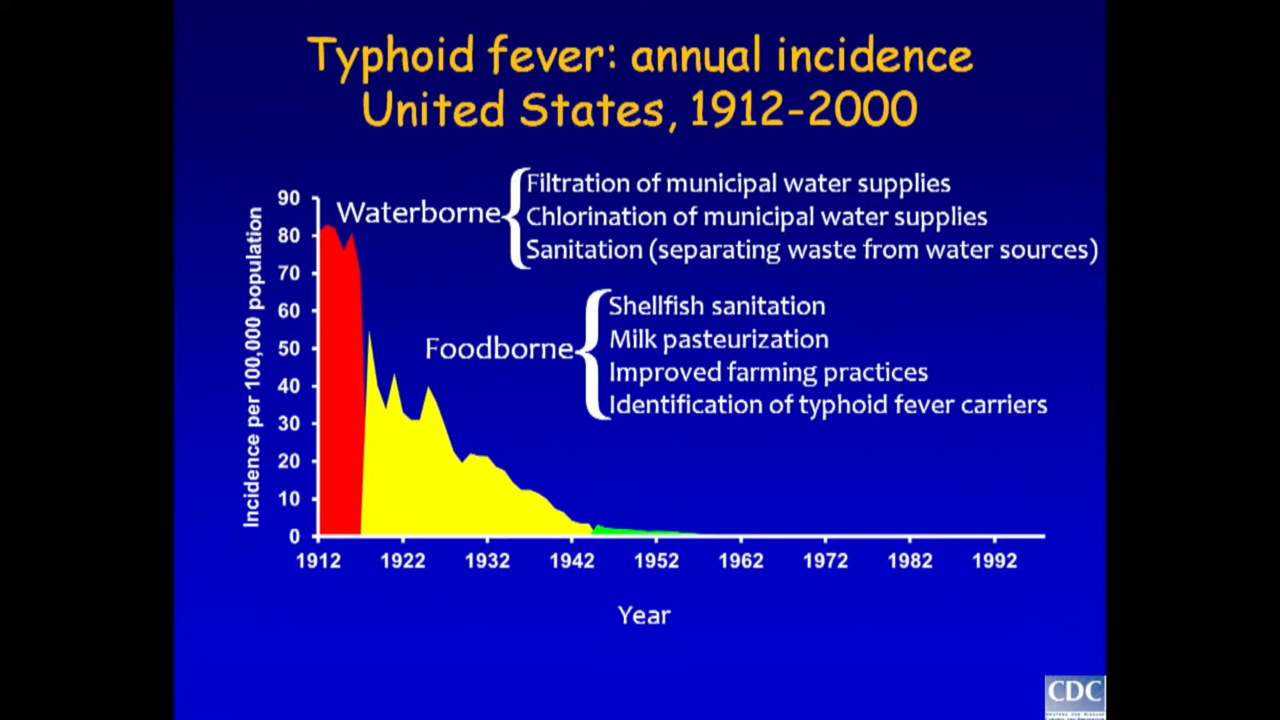 Typhoid fever: annual incidence
United States, 1912-2000
Waterborne
Filtration of municipal water supplies
Chlorination of municipal water supplies
Sanitation (separating waste from water sources)
Foodborne
Shellfish sanitation
Milk pasteurization
Improved farming practices
Identification of typhoid fever carriers
Incidence per 100,000 population
90
80
70
60
50
40
30
20
10
0
1912 1922 1932 1942 1952 1962 1972 1982 1992
Year
CDC